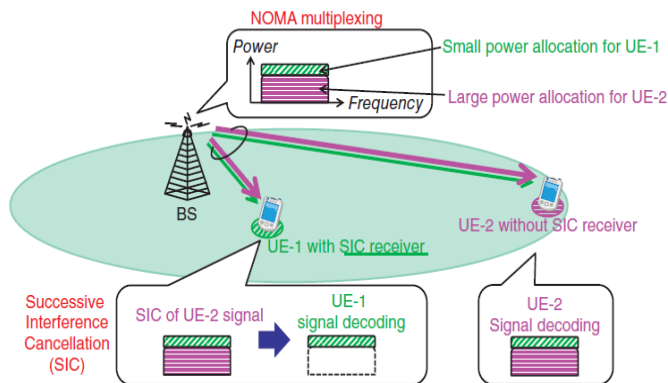 NOMA multiplexing
Power
Frequency
Small power allocation for UE-1
Large power allocation for UE-2
BS
UE-1 with SIC receiver
UE-2 without SIC receiver
Successive
Interference
Cancellation
(SIC)
SIC of UE-2 signal
UE-1
signal decoding
UE-2
Signal decoding